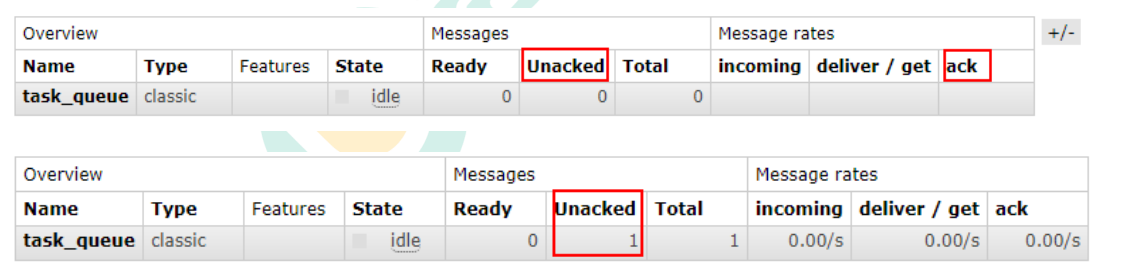 Overview Messages Message rates +/-
Name Type Features State Ready Unacked Total incoming deliver / get ack
task_queue classic idle 0 0 0
Overview Messages Message rates
Name Type Features State Ready Unacked Total incoming deliver / get ack
task_queue classic idle 0 1 1 0.00/s 0.00/s 0.00/s